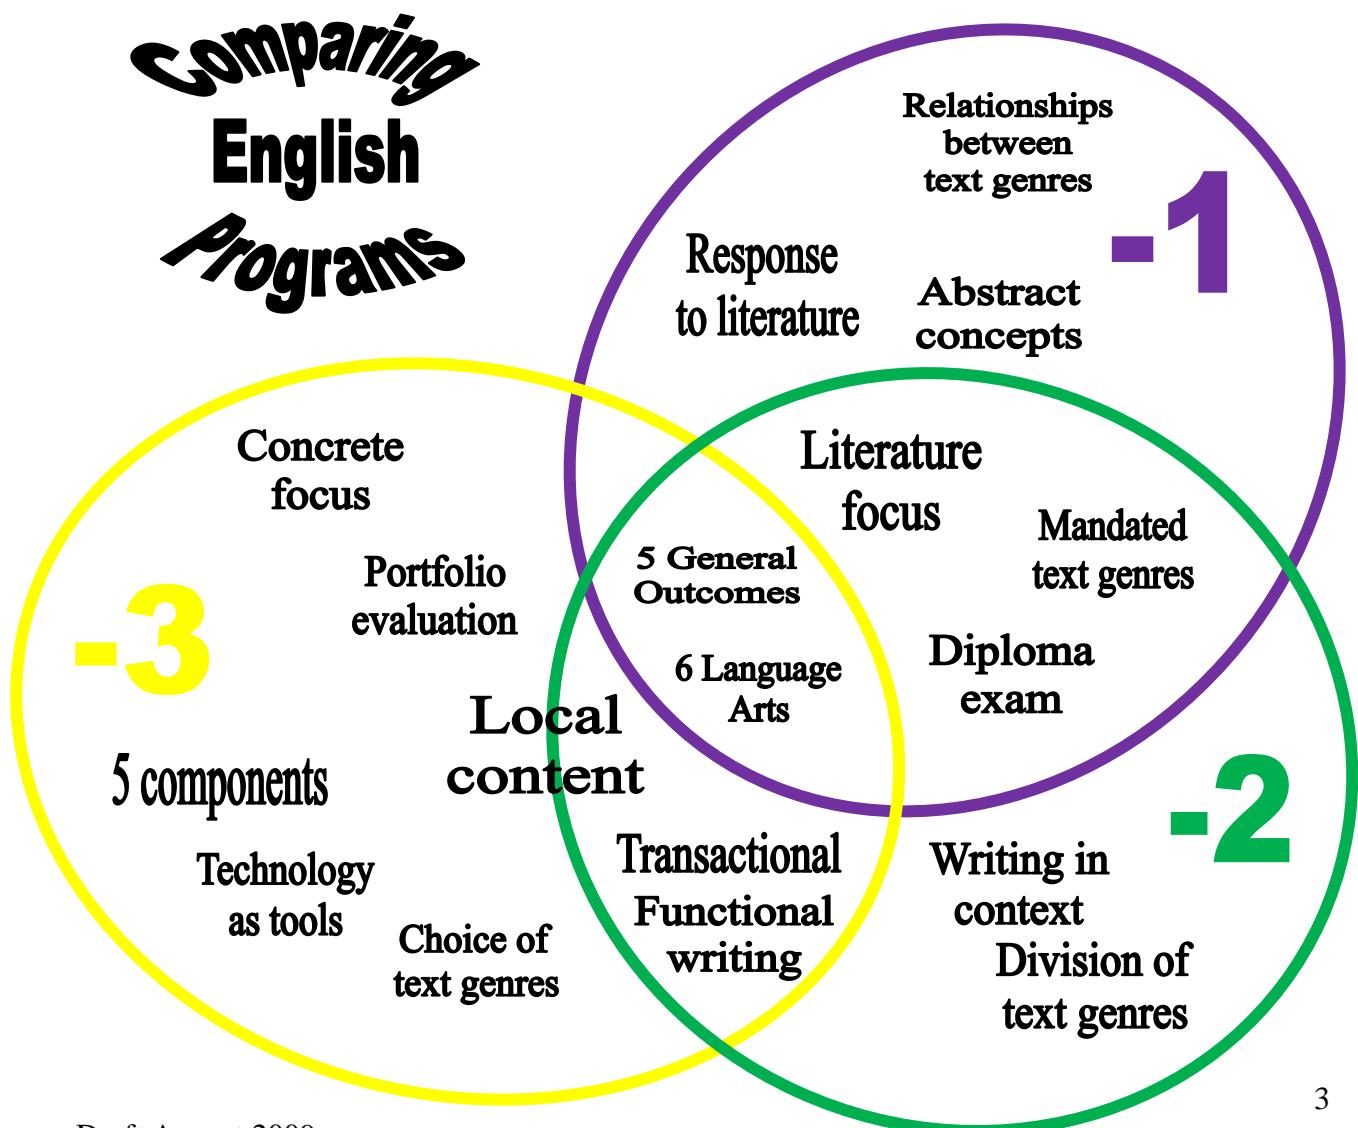 Comparing
English
Programs
Relationships
between
text genres
-1
Response
to literature
Abstract
concepts
Concrete
focus
Literature
focus
Mandated
text genres
5 General
Outcomes
Portfolio
evaluation
-3
6 Language
Arts
Diploma
exam
Local
content
5 components
-2
Transactional
Functional
writing
Writing in
context
Technology
as tools
Choice of
text genres
Division of
text genres
3